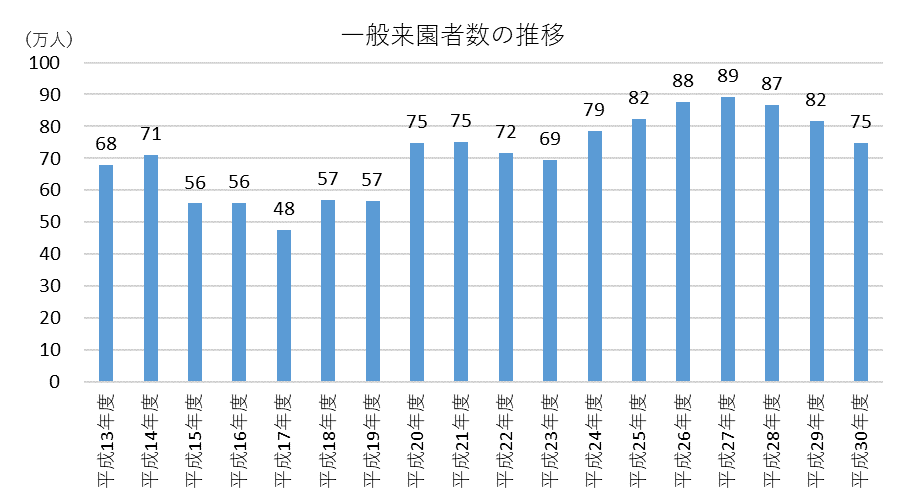 一般来園者数の推移
(万人)
100
90
80
70
60
50
40
30
20
10
0
68
71
56
56
48
57
57
75
75
72
69
79
82
88
89
87
82
75
平成13年度
平成14年度
平成15年度
平成16年度
平成17年度
平成18年度
平成19年度
平成20年度
平成21年度
平成22年度
平成23年度
平成24年度
平成25年度
平成26年度
平成27年度
平成28年度
平成29年度
平成30年度